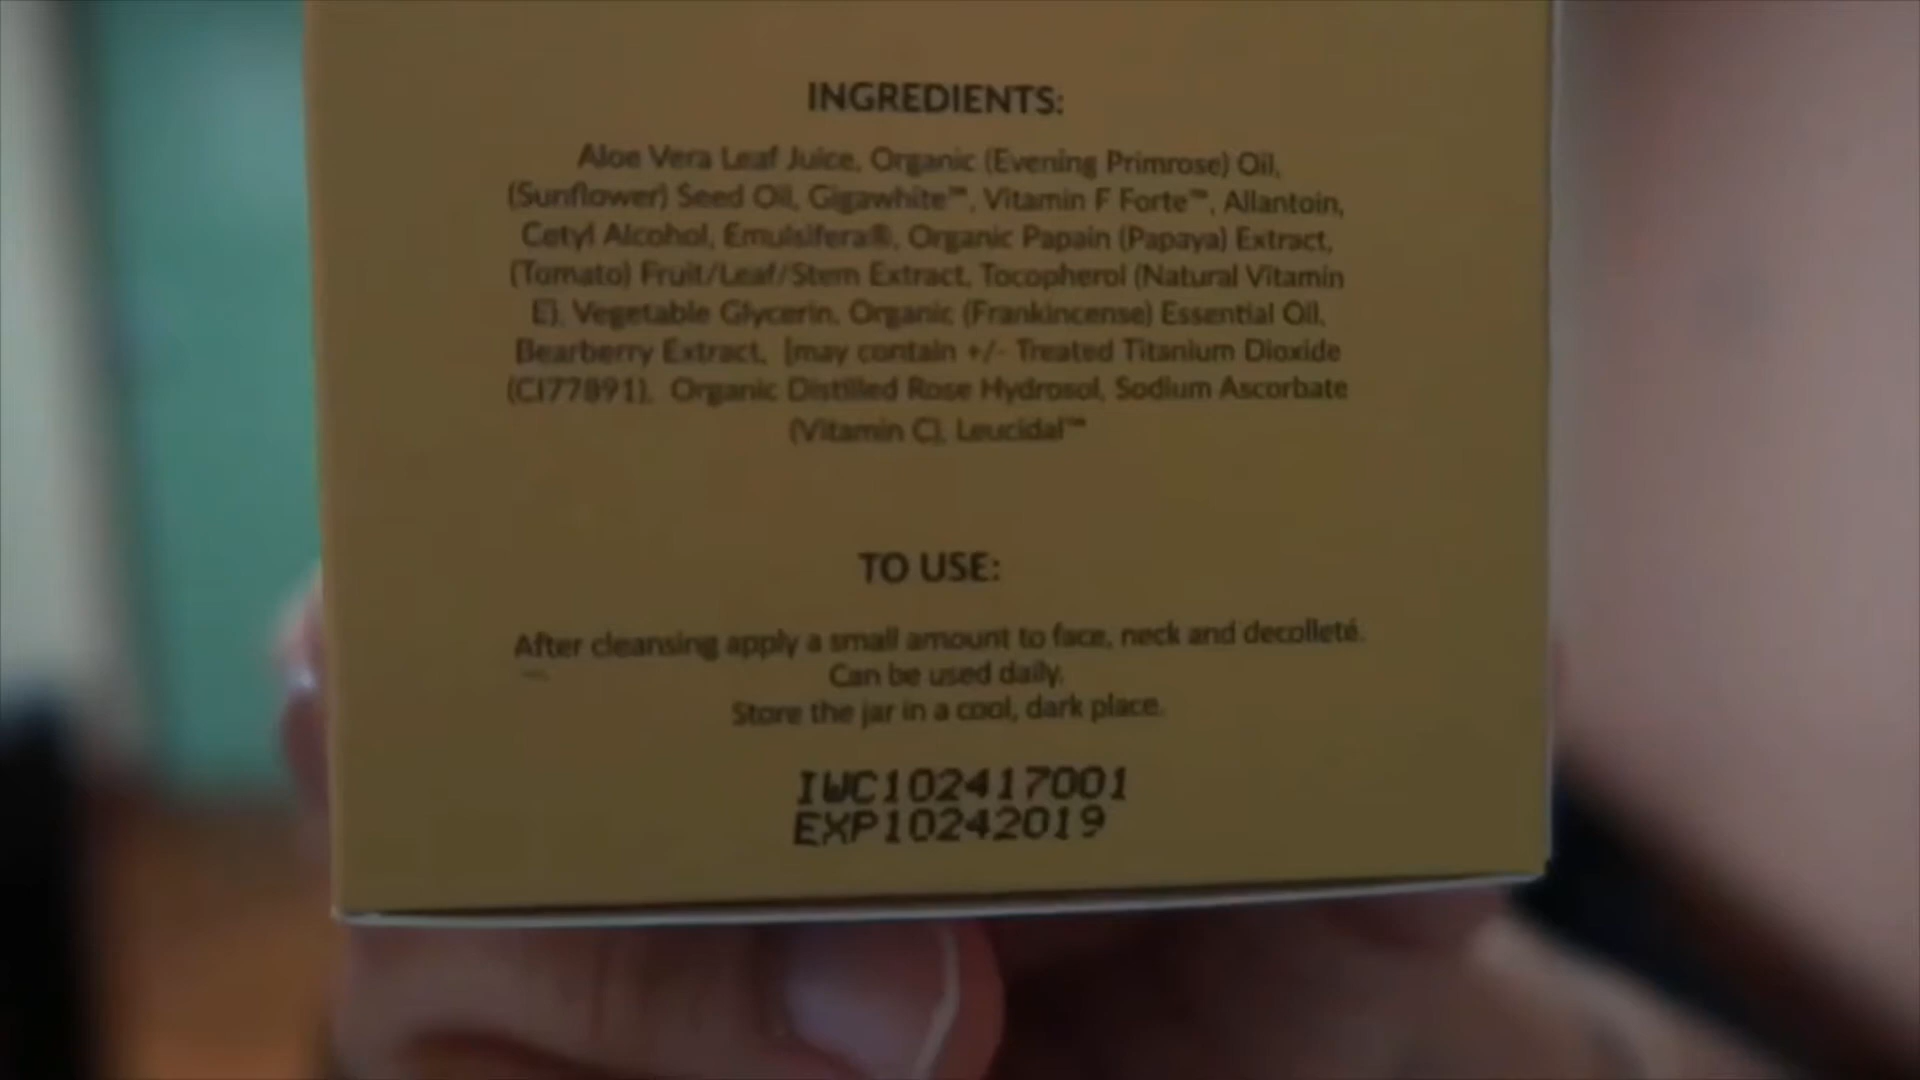 INGREDIENTS:
Aloe Vera Leaf Juice, Organic (Evening Primrose) Oil,
(Sunflower) Seed Oil, Gigawhite™, Vitamin F Forte™, Allantoin,
Cetyl Alcohol, Emulsifera®, Organic Papain (Papaya) Extract,
(Tomato) Fruit/Leaf/Stem Extract, Tocopherol (Natural Vitamin
E), Vegetable Glycerin, Organic (Frankincense) Essential Oil,
Bearberry Extract, [may contain +/- Treated Titanium Dioxide
(CI77891], Organic Distilled Rose Hydrosol, Sodium Ascorbate
(Vitamin C), Leucidal™
TO USE:
After cleansing apply a small amount to face, neck and decolleté.
Can be used daily.
Store the jar in a cool, dark place.
IWC102417001
EXP10242019